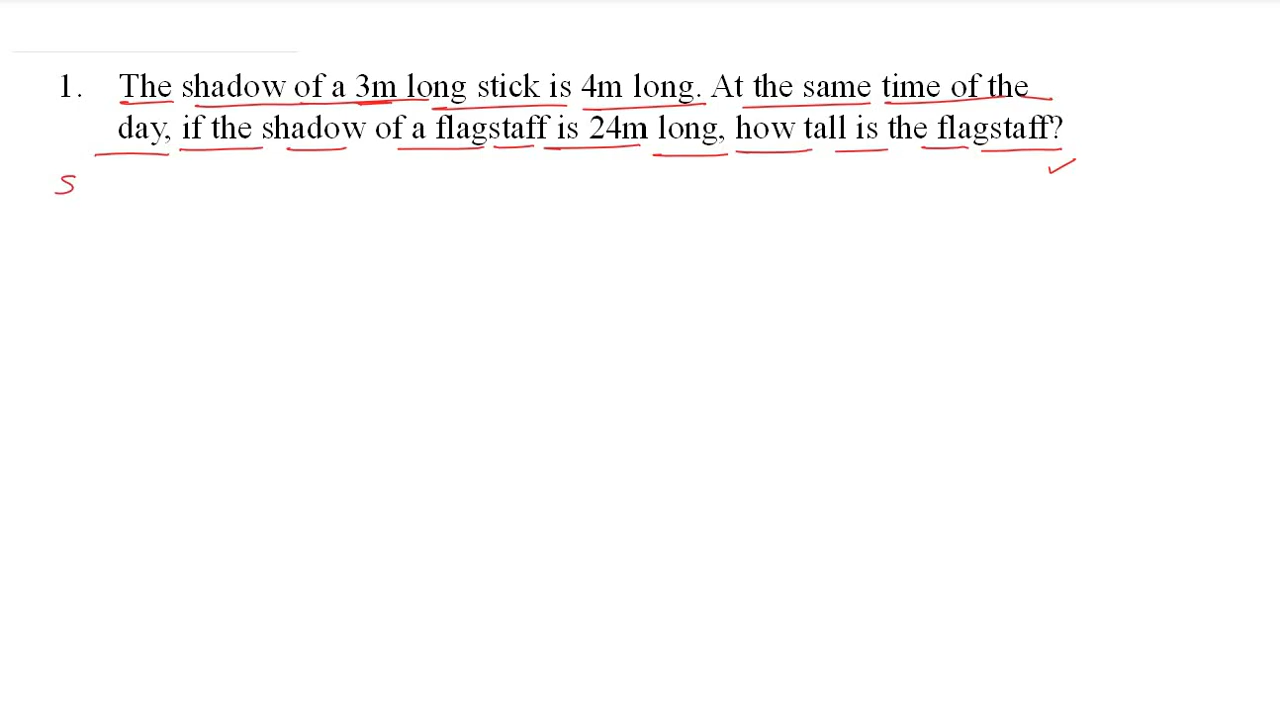 1. The shadow of a 3m long stick is 4m long. At the same time of the
day, if the shadow of a flagstaff is 24m long, how tall is the flagstaff?
S